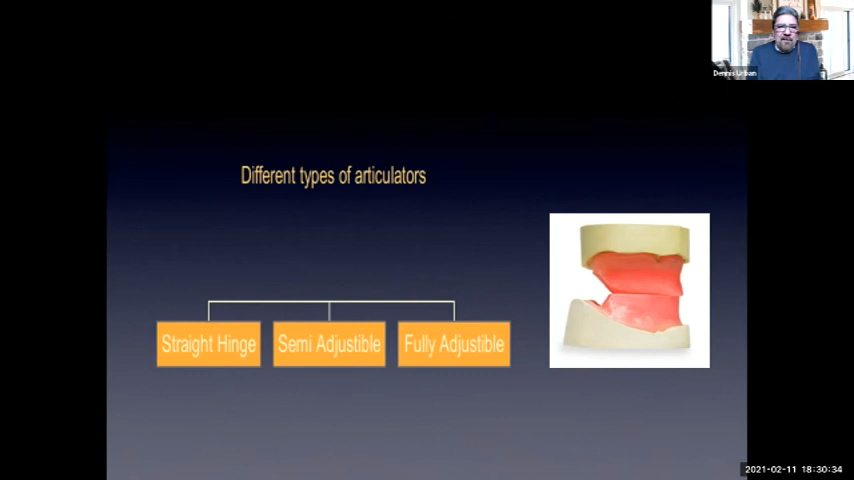 Dennis Urban
Different types of articulators
Straight Hinge
Semi Adjustible
Fully Adjustible
2021-02-11 18:30:34